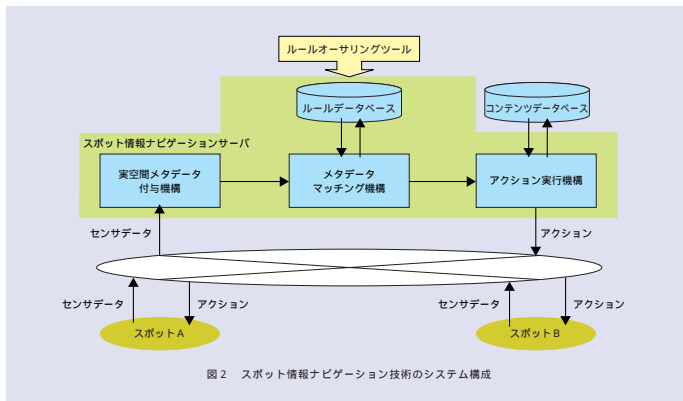 ルールオーサリングツール
ルールデータベース
コンテンツデータベース
スポット情報ナビゲーションサーバ
実空間メタデータ
付与機構
メタデータ
マッチング機構
アクション実行機構
センサデータ
アクション
センサデータ
アクション
センサデータ
アクション
スポットA
スポットB
図2 スポット情報ナビゲーション技術のシステム構成